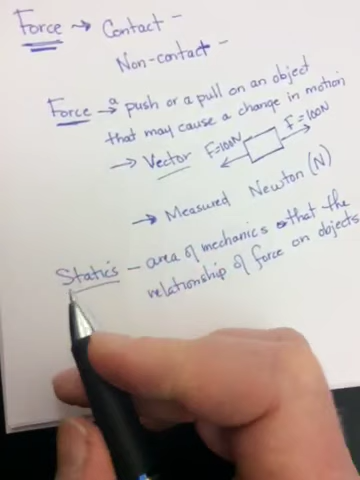 Force → Contact -
Non-contact -
Force → a push or a pull on an object
that may cause a change in motion
→ Vector F=100N F=100N
→ Measured Newton (N)
Statics - area of mechanics that the
relationship of force on objects